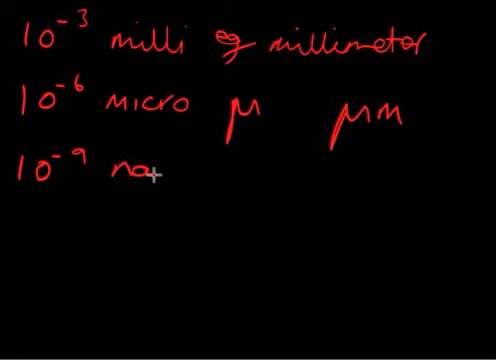 10⁻³ milli eg millimeter
10⁻⁶ micro μ μm
10⁻⁹ na